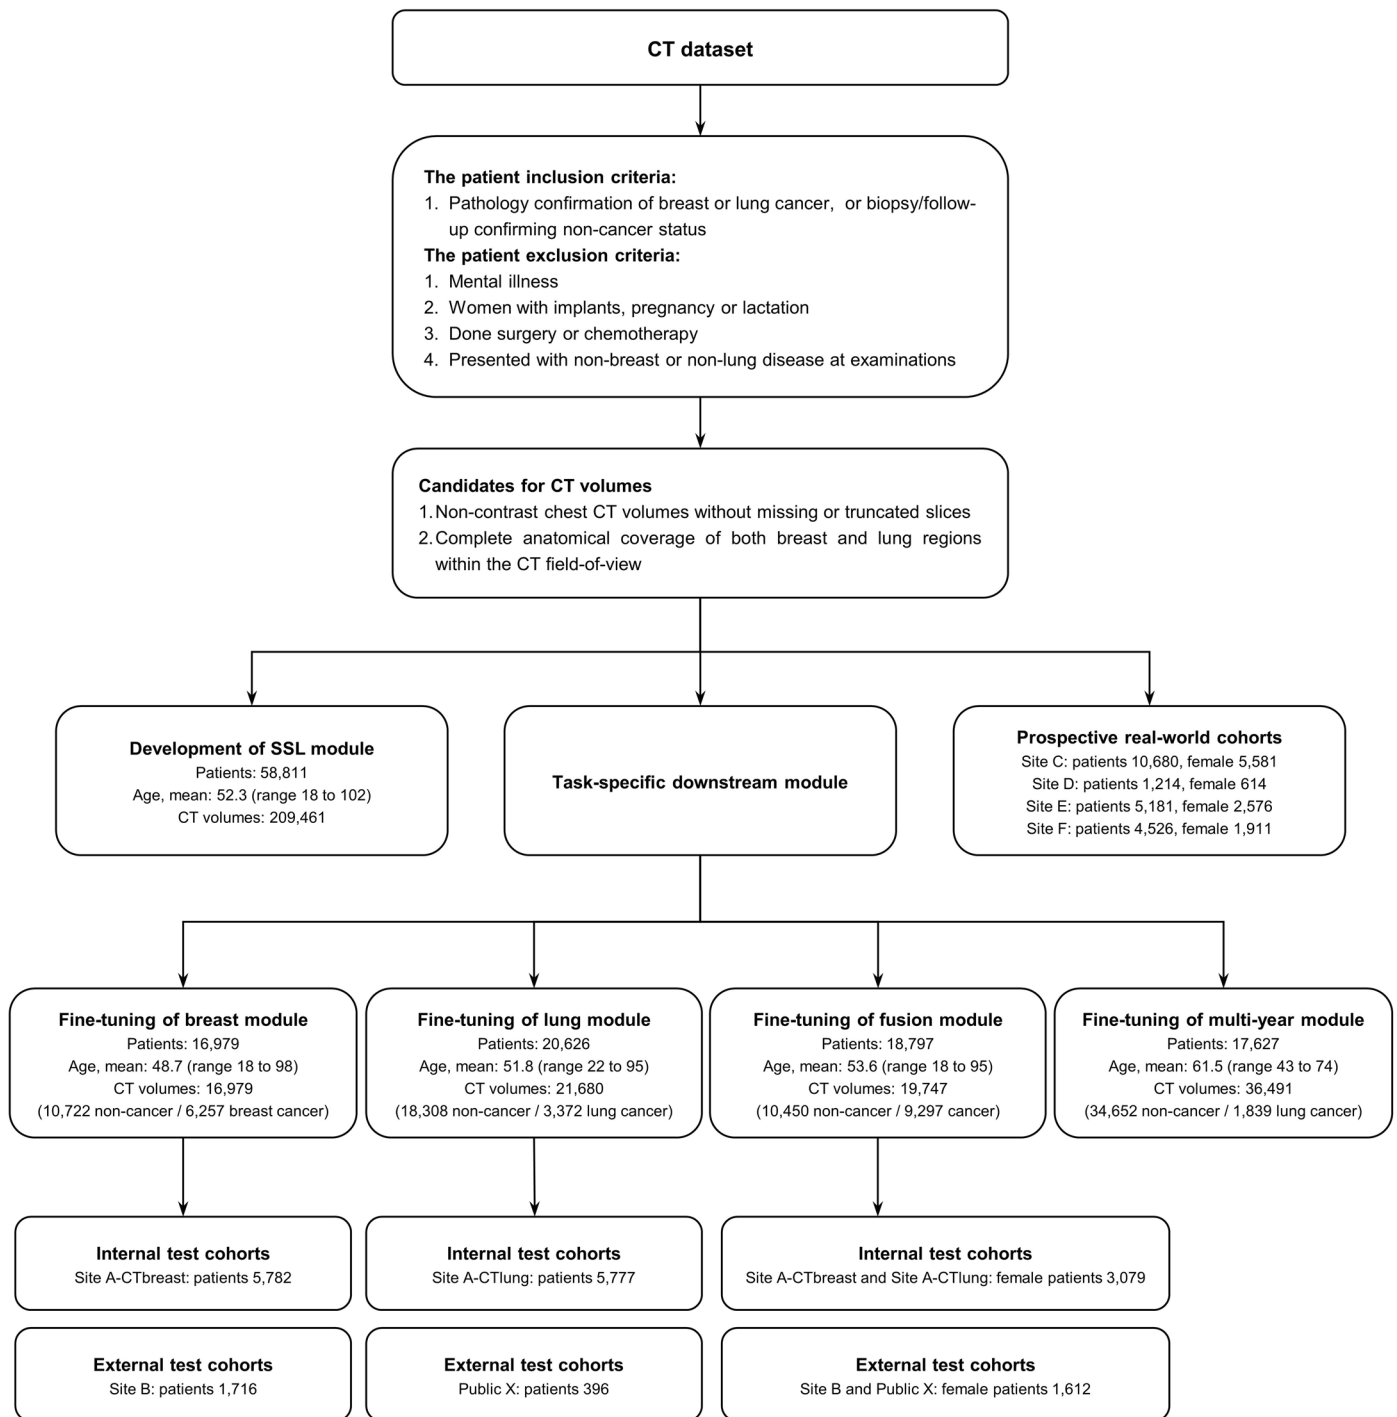 CT dataset
The patient inclusion criteria:
1. Pathology confirmation of breast or lung cancer, or biopsy/follow-
up confirming non-cancer status
The patient exclusion criteria:
1. Mental illness
2. Women with implants, pregnancy or lactation
3. Done surgery or chemotherapy
4. Presented with non-breast or non-lung disease at examinations
Candidates for CT volumes
1. Non-contrast chest CT volumes without missing or truncated slices
2. Complete anatomical coverage of both breast and lung regions
within the CT field-of-view
Development of SSL module
Patients: 58,811
Age, mean: 52.3 (range 18 to 102)
CT volumes: 209,461
Task-specific downstream module
Prospective real-world cohorts
Site C: patients 10,680, female 5,581
Site D: patients 1,214, female 614
Site E: patients 5,181, female 2,576
Site F: patients 4,526, female 1,911
Fine-tuning of breast module
Patients: 16,979
Age, mean: 48.7 (range 18 to 98)
CT volumes: 16,979
(10,722 non-cancer / 6,257 breast cancer)
Fine-tuning of lung module
Patients: 20,626
Age, mean: 51.8 (range 22 to 95)
CT volumes: 21,680
(18,308 non-cancer / 3,372 lung cancer)
Fine-tuning of fusion module
Patients: 18,797
Age, mean: 53.6 (range 18 to 95)
CT volumes: 19,747
(10,450 non-cancer / 9,297 cancer)
Fine-tuning of multi-year module
Patients: 17,627
Age, mean: 61.5 (range 43 to 74)
CT volumes: 36,491
(34,652 non-cancer / 1,839 lung cancer)
Internal test cohorts
Site A-CTbreast: patients 5,782
Internal test cohorts
Site A-CTlung: patients 5,777
Internal test cohorts
Site A-CTbreast and Site A-CTlung: female patients 3,079
External test cohorts
Site B: patients 1,716
External test cohorts
Public X: patients 396
External test cohorts
Site B and Public X: female patients 1,612